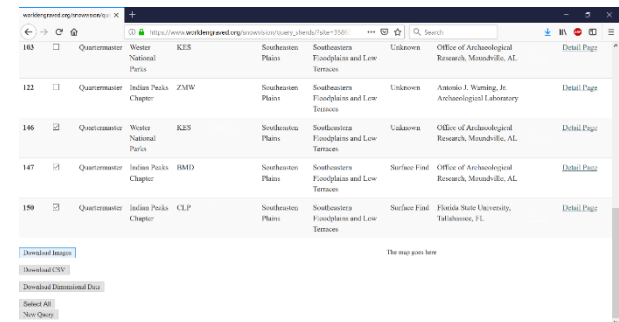 worldengraved.org/snowvision/qu
https://www.worldengraved.org/snowvision/query_sherds/?site=358
Search
103 Quartermaster Wester National Parks KES Southeastern Plains Southeastern Floodplains and Low Terraces Unknown Office of Archaeological Research, Moundville, AL Detail Page
122 Quartermaster Indian Peaks Chapter ZMW Southeastern Plains Southeastern Floodplains and Low Terraces Unknown Antonio J. Waring, Jr. Archaeological Laboratory Detail Page
146 Quartermaster Wester National Parks KES Southeastern Plains Southeastern Floodplains and Low Terraces Unknown Office of Archaeological Research, Moundville, AL Detail Page
147 Quartermaster Indian Peaks Chapter BMD Southeastern Plains Southeastern Floodplains and Low Terraces Surface Find Office of Archaeological Research, Moundville, AL Detail Page
150 Quartermaster Indian Peaks Chapter CLP Southeastern Plains Southeastern Floodplains and Low Terraces Surface Find Florida State University, Tallahassee, FL Detail Page
Download Images
The map goes here
Download CSV
Download Dimensional Data
Select All
New Query